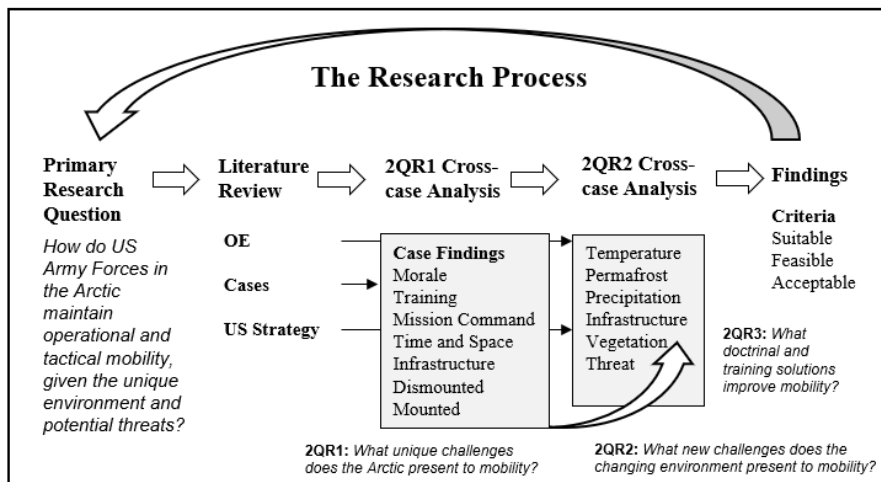 The Research Process
Primary
Research
Question
Literature
Review
2QR1 Cross-
case Analysis
2QR2 Cross-
case Analysis
Findings
How do US
Army Forces in
the Arctic
maintain
operational and
tactical mobility,
given the unique
environment and
potential threats?
OE
Cases
US Strategy
Case Findings
Morale
Training
Mission Command
Time and Space
Infrastructure
Dismounted
Mounted
Temperature
Permafrost
Precipitation
Infrastructure
Vegetation
Threat
Criteria
Suitable
Feasible
Acceptable
2QR3: What
doctrinal and
training solutions
improve mobility?
2QR1: What unique challenges
does the Arctic present to mobility?
2QR2: What new challenges does the
changing environment present to mobility?